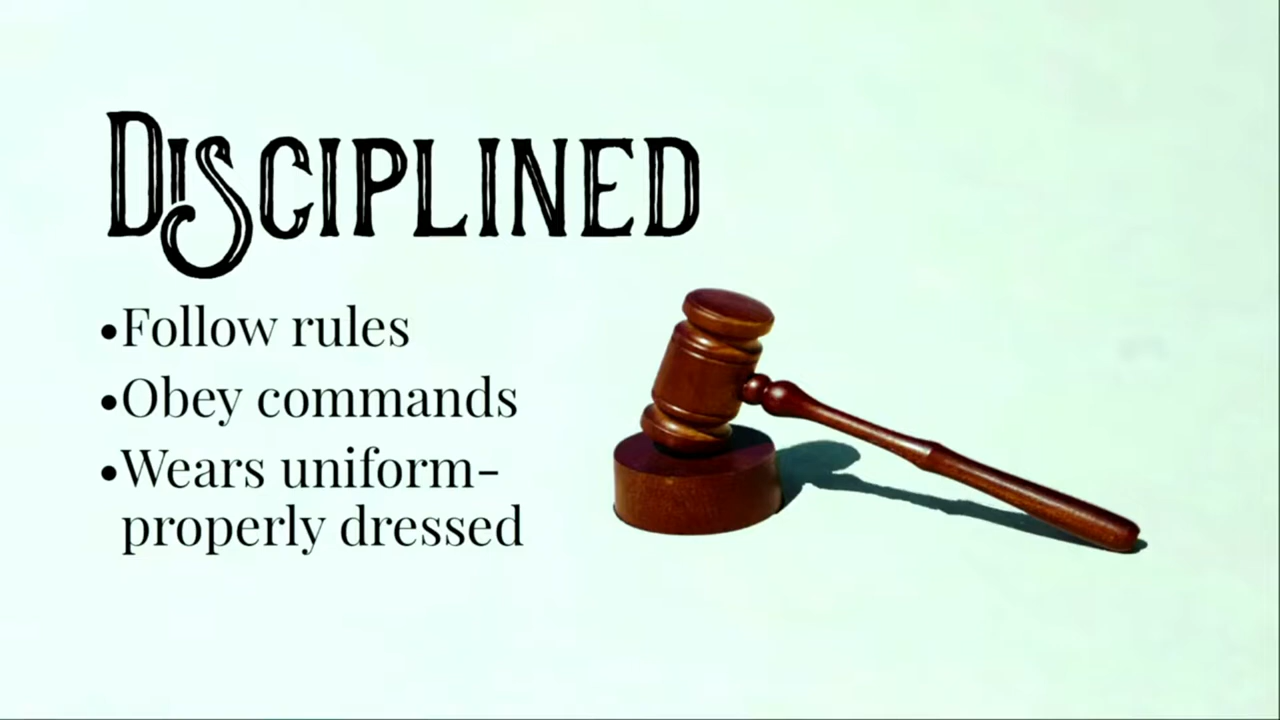 DISCIPLINED
•Follow rules
•Obey commands
•Wears uniform-
properly dressed